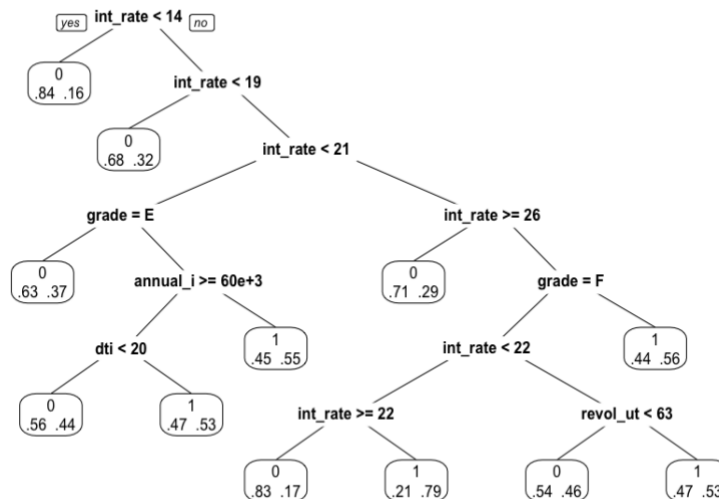 yes int_rate < 14 no
0
.84 .16
int_rate < 19
0
.68 .32
int_rate < 21
grade = E
int_rate >= 26
0
.63 .37
annual_i >= 60e+3
0
.71 .29
grade = F
dti < 20
1
.45 .55
int_rate < 22
1
.44 .56
0
.56 .44
1
.47 .53
int_rate >= 22
revol_ut < 63
0
.83 .17
1
.21 .79
0
.54 .46
1
.47 .53